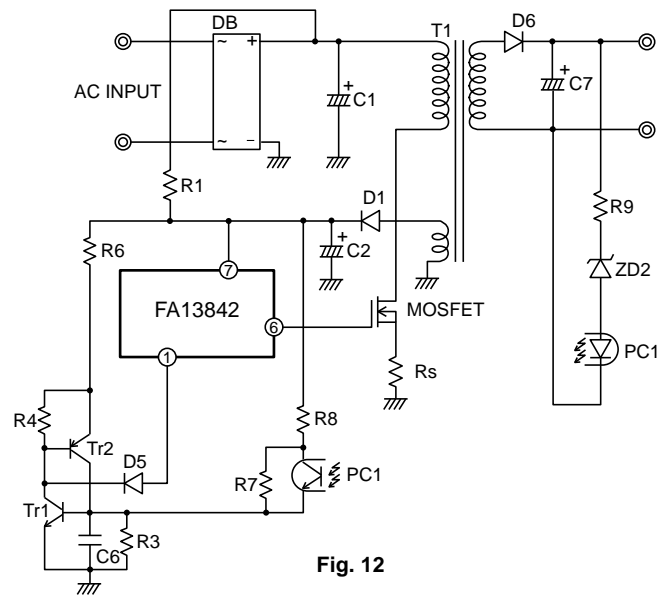 DB
T1
D6
~
+
AC INPUT
+
C1
+
C7
~
−
R1
D1
R9
R6
+
C2
7
ZD2
FA13842
6
MOSFET
PC1
1
Rs
R4
R8
Tr2
D5
R7
PC1
Tr1
C6
R3
Fig. 12